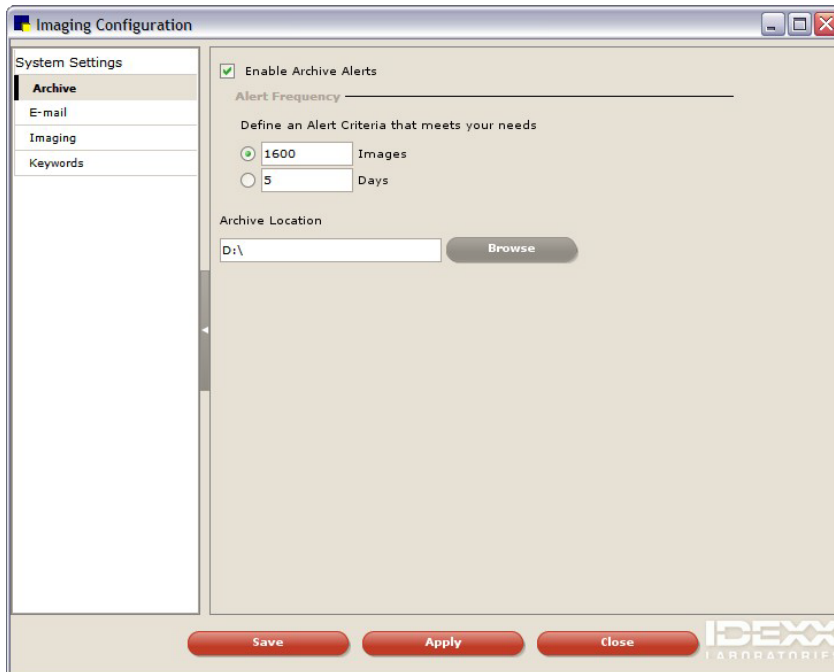 Imaging Configuration
System Settings
Archive
E-mail
Imaging
Keywords
Enable Archive Alerts
Alert Frequency
Define an Alert Criteria that meets your needs
1600 Images
5 Days
Archive Location
D:\ Browse
Save Apply Close
IDEXX
LABORATORIES